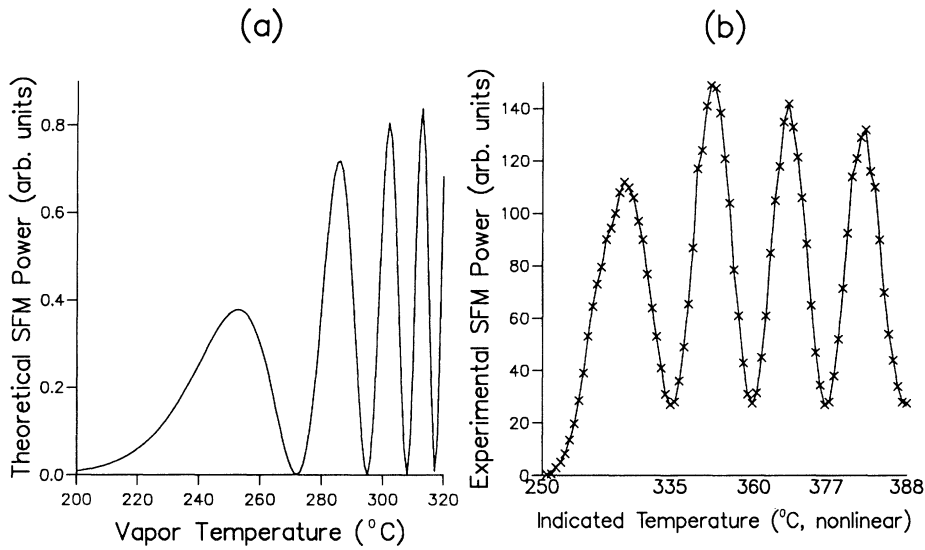 (a)
Theoretical SFM Power (arb. units)
0.8
0.6
0.4
0.2
0.0
200 220 240 260 280 300 320
Vapor Temperature (°C)
(b)
Experimental SFM Power (arb. units)
140
120
100
80
60
40
20
0
250 335 360 377 388
Indicated Temperature (°C, nonlinear)